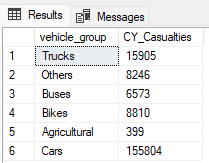 Results Messages
vehicle_group CY_Casualties
1 Trucks 15905
2 Others 8246
3 Buses 6573
4 Bikes 8810
5 Agricultural 399
6 Cars 155804